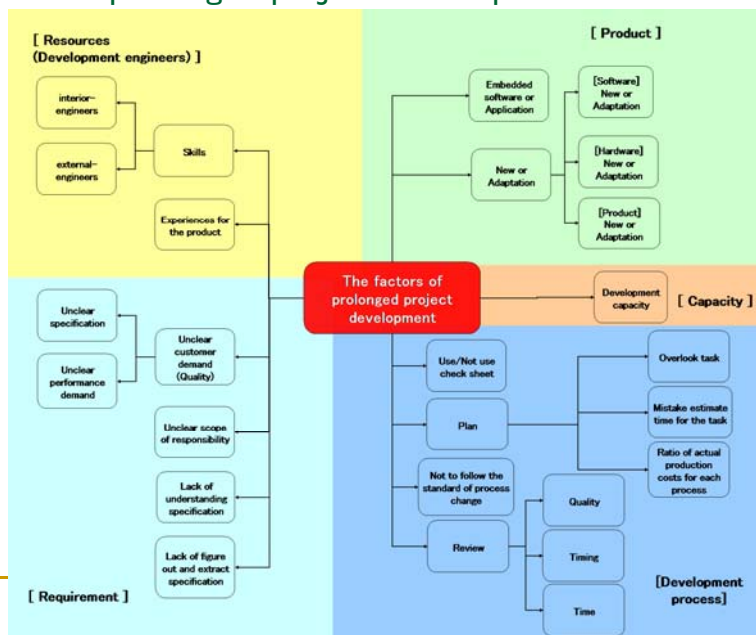 [ Resources
(Development engineers) ]
interior-
engineers
external-
engineers
Skills
Experiences for
the product
[ Product ]
Embedded
software or
Application
New or
Adaptation
[Software]
New or
Adaptation
[Hardware]
New or
Adaptation
[Product]
New or
Adaptation
The factors of
prolonged project
development
Development
capacity
[ Capacity ]
Unclear
specification
Unclear
performance
demand
Unclear
customer
demand
(Quality)
Unclear scope
of responsibility
Lack of
understanding
specification
Lack of figure
out and extract
specification
[ Requirement ]
Use/Not use
check sheet
Plan
Not to follow the
standard of process
change
Review
Overlook task
Mistake estimate
time for the task
Ratio of actual
production
costs for each
process
Quality
Timing
Time
[Development
process]